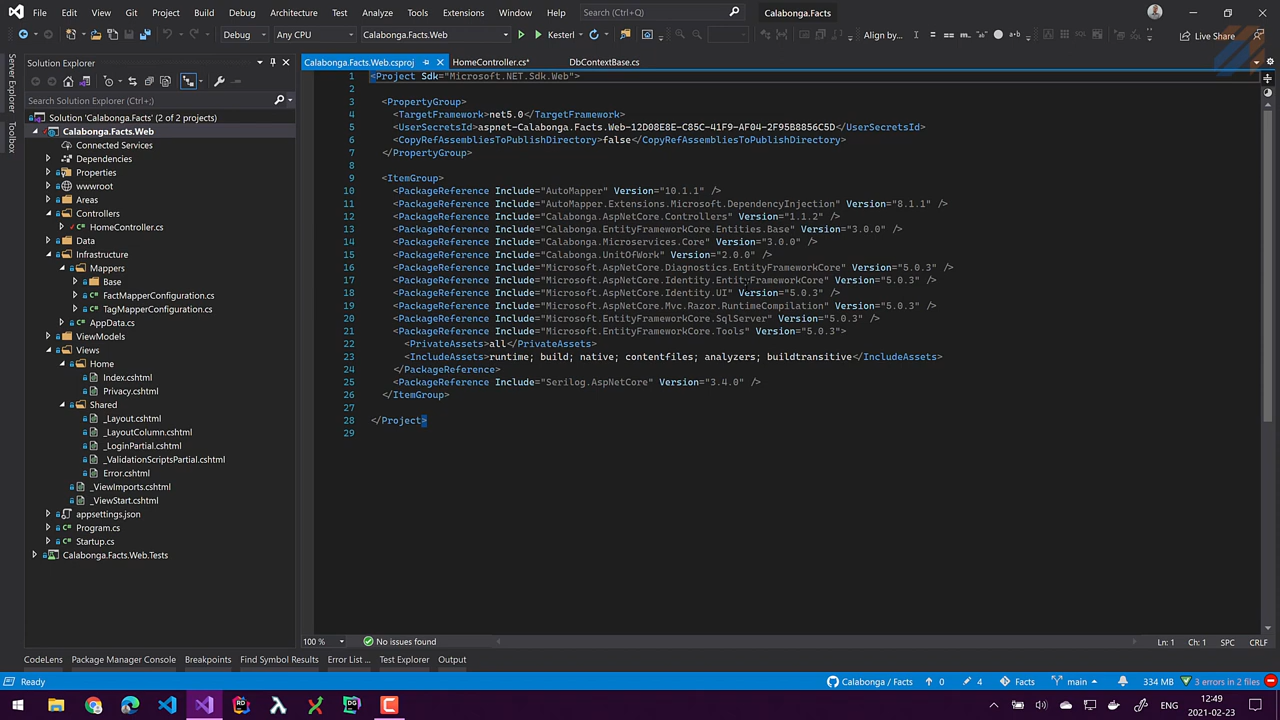 File Edit View Git Project Build Debug Architecture Test Analyze Tools Extensions Window Help Search (Ctrl+;) Calabonga.Facts
Debug Any CPU Calabonga.Facts.Web Kestrel Align by... Live Share
Server Explorer
Toolbox
Solution Explorer
Search Solution Explorer (Ctrl+;)
Solution 'Calabonga.Facts' (2 of 2 projects)
Calabonga.Facts.Web
Connected Services
Dependencies
Properties
wwwroot
Areas
Controllers
HomeController.cs
Data
Infrastructure
Mappers
Base
FactMapperConfiguration.cs
TagMapperConfiguration.cs
AppData.cs
ViewModels
Views
Home
Index.cshtml
Privacy.cshtml
Shared
_Layout.cshtml
_LayoutColumn.cshtml
_LoginPartial.cshtml
_ValidationScriptsPartial.cshtml
Error.cshtml
_ViewImports.cshtml
_ViewStart.cshtml
appsettings.json
Program.cs
Startup.cs
Calabonga.Facts.Web.Tests
Calabonga.Facts.Web.csproj HomeController.cs* DbContextBase.cs
1 <Project Sdk="Microsoft.NET.Sdk.Web">
2
3 <PropertyGroup>
4 <TargetFramework>net5.0</TargetFramework>
5 <UserSecretsId>aspnet-Calabonga.Facts.Web-12D08E8E-C85C-41F9-AF04-2F95B8856C5D</UserSecretsId>
6 <CopyRefAssembliesToPublishDirectory>false</CopyRefAssembliesToPublishDirectory>
7 </PropertyGroup>
8
9 <ItemGroup>
10 <PackageReference Include="AutoMapper" Version="10.1.1" />
11 <PackageReference Include="AutoMapper.Extensions.Microsoft.DependencyInjection" Version="8.1.1" />
12 <PackageReference Include="Calabonga.AspNetCore.Controllers" Version="1.1.2" />
13 <PackageReference Include="Calabonga.EntityFrameworkCore.Entities.Base" Version="3.0.0" />
14 <PackageReference Include="Calabonga.Microservices.Core" Version="3.0.0" />
15 <PackageReference Include="Calabonga.UnitOfWork" Version="2.0.0" />
16 <PackageReference Include="Microsoft.AspNetCore.Diagnostics.EntityFrameworkCore" Version="5.0.3" />
17 <PackageReference Include="Microsoft.AspNetCore.Identity.EntityFrameworkCore" Version="5.0.3" />
18 <PackageReference Include="Microsoft.AspNetCore.Identity.UI" Version="5.0.3" />
19 <PackageReference Include="Microsoft.AspNetCore.Mvc.Razor.RuntimeCompilation" Version="5.0.3" />
20 <PackageReference Include="Microsoft.EntityFrameworkCore.SqlServer" Version="5.0.3" />
21 <PackageReference Include="Microsoft.EntityFrameworkCore.Tools" Version="5.0.3">
22 <PrivateAssets>all</PrivateAssets>
23 <IncludeAssets>runtime; build; native; contentfiles; analyzers; buildtransitive</IncludeAssets>
24 </PackageReference>
25 <PackageReference Include="Serilog.AspNetCore" Version="3.4.0" />
26 </ItemGroup>
27
28 </Project>
29
100 % No issues found Ln: 1 Ch: 1 SPC CRLF
CodeLens Package Manager Console Breakpoints Find Symbol Results Error List ... Test Explorer Output
Ready Calabonga / Facts 0 4 Facts main 334 MB 3 errors in 2 files
ENG 12:49
2021-02-23